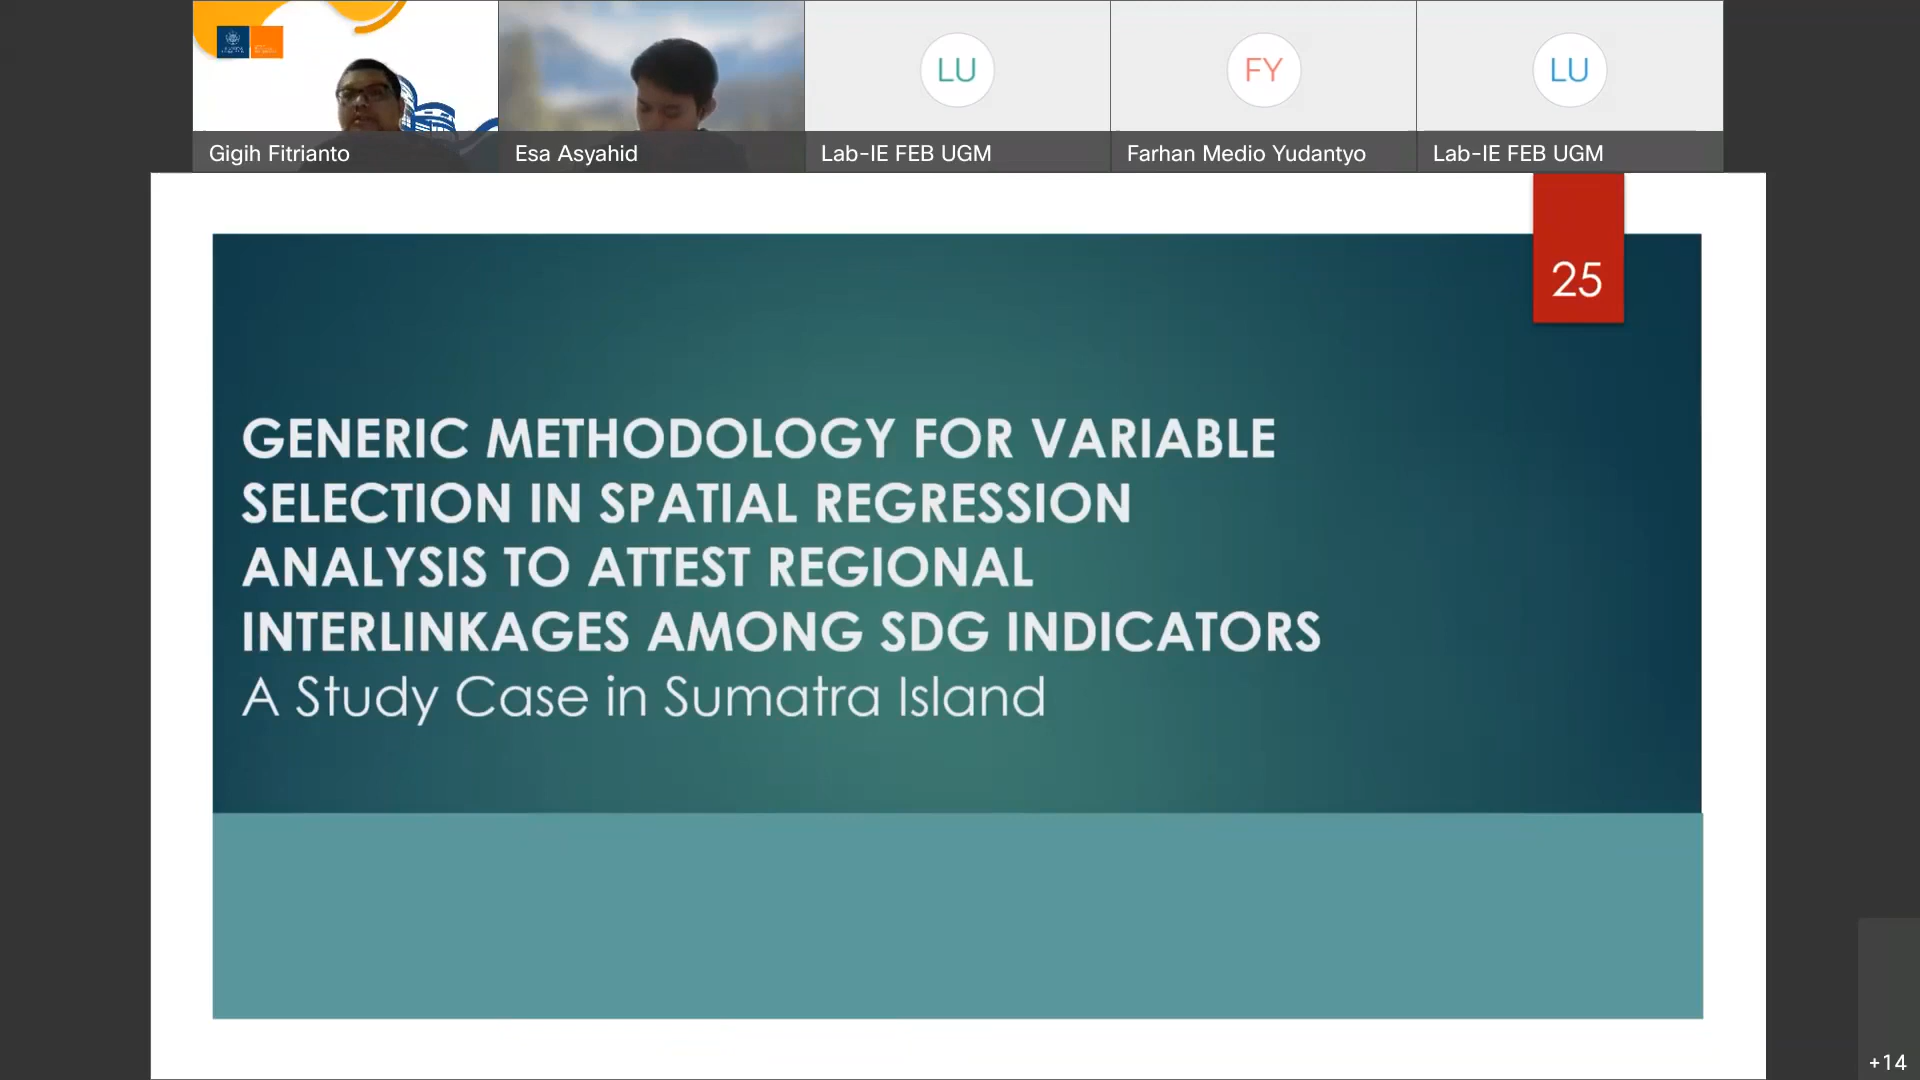 LU
FY
LU
Gigih Fitrianto
Esa Asyahid
Lab-IE FEB UGM
Farhan Medio Yudantyo
Lab-IE FEB UGM
25
GENERIC METHODOLOGY FOR VARIABLE
SELECTION IN SPATIAL REGRESSION
ANALYSIS TO ATTEST REGIONAL
INTERLINKAGES AMONG SDG INDICATORS
A Study Case in Sumatra Island
+14